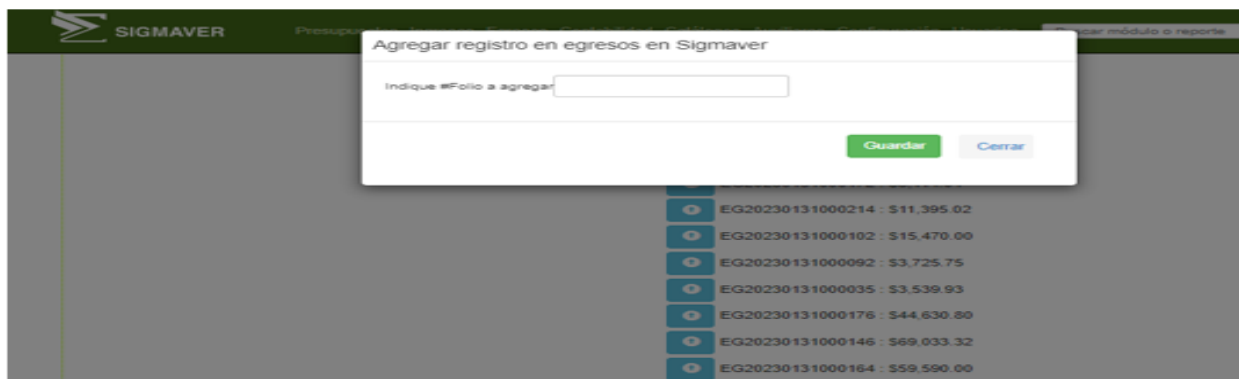 SIGMAVER
Agregar registro en egresos en Sigmaver
Indique #Folio a agregar
Guardar Cerrar
EG20230131000214 : $11,395.02
EG20230131000102 : $15,470.00
EG20230131000092 : $3,725.75
EG20230131000035 : $3,539.93
EG20230131000176 : $44,630.80
EG20230131000146 : $69,033.32
EG20230131000164 : $59,590.00